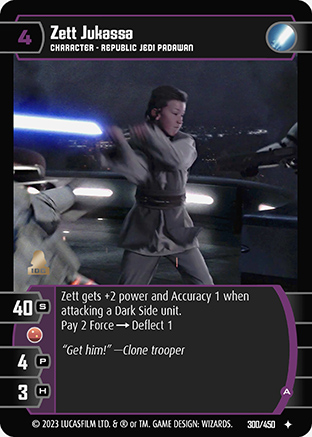 4
Zett Jukassa
CHARACTER - REPUBLIC JEDI PADAWAN
IDC
40 S
Zett gets +2 power and Accuracy 1 when
attacking a Dark Side unit.
Pay 2 Force → Deflect 1
4 P
“Get him!” —Clone trooper
3 H
A
© 2023 LUCASFILM LTD. & ® or TM. GAME DESIGN: WIZARDS.
300/450